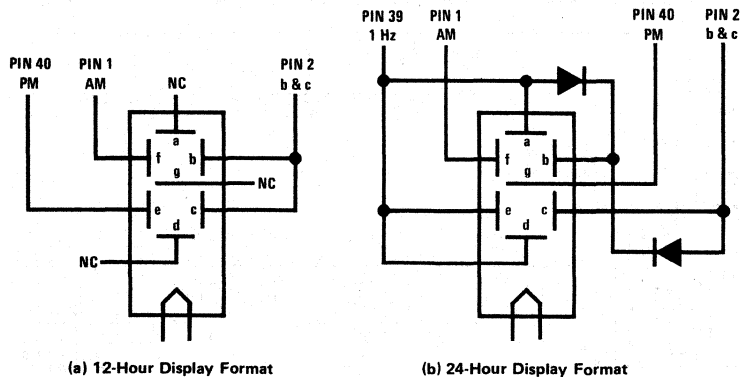 PIN 40
PM
PIN 1
AM
NC
PIN 2
b & c
a
f
b
g
NC
e
c
d
NC
(a) 12-Hour Display Format
PIN 39
1 Hz
PIN 1
AM
PIN 40
PM
PIN 2
b & c
a
f
b
g
e
c
d
(b) 24-Hour Display Format